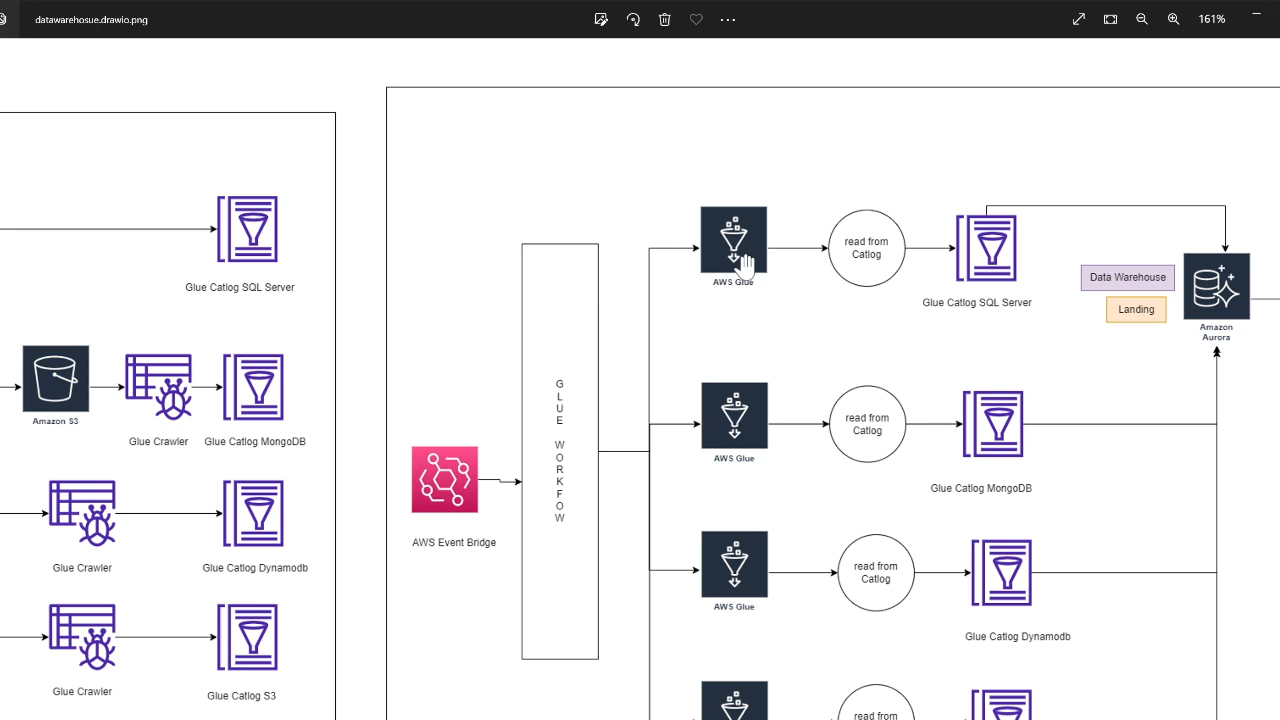 datawarehosue.drawio.png
161%
Glue Catlog SQL Server
Amazon S3
Glue Crawler
Glue Catlog MongoDB
Glue Crawler
Glue Catlog Dynamodb
Glue Crawler
Glue Catlog S3
AWS Event Bridge
GLUE WORKFOW
AWS Glue
read from
Catlog
Glue Catlog SQL Server
Data Warehouse
Landing
Amazon
Aurora
AWS Glue
read from
Catlog
Glue Catlog MongoDB
AWS Glue
read from
Catlog
Glue Catlog Dynamodb
read from